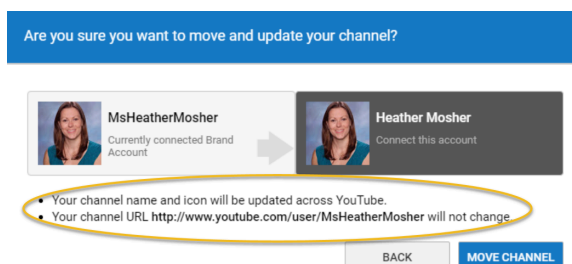 Are you sure you want to move and update your channel?
MsHeatherMosher
Currently connected Brand
Account
Heather Mosher
Connect this account
Your channel name and icon will be updated across YouTube.
Your channel URL http://www.youtube.com/user/MsHeatherMosher will not change.
BACK
MOVE CHANNEL